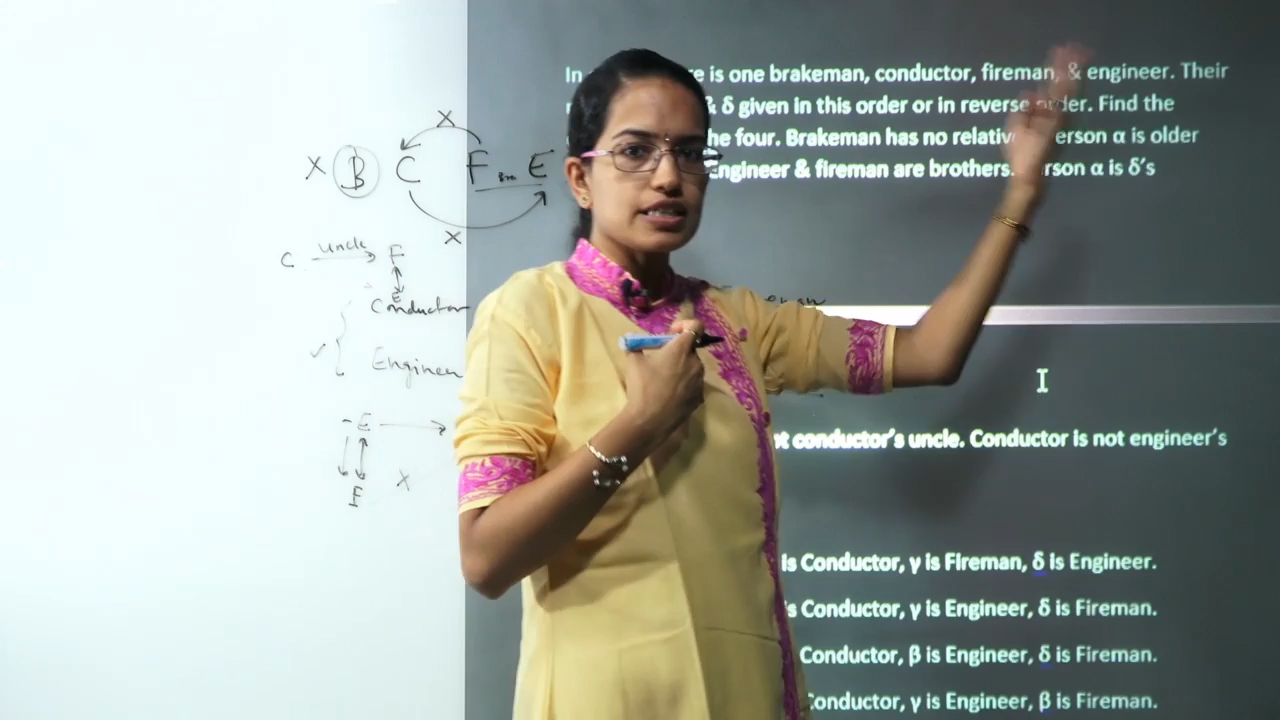 In
e is one brakeman, conductor, fireman, & engineer. Their
& δ given in this order or in reverse order. Find the
he four. Brakeman has no relativ
erson α is older
ngineer & fireman are brothers.
rson α is δ's
X B C F Bro E
X
X
C uncle F
E
Conductor
✓ Engineer
E
F
X
nt conductor's uncle. Conductor is not engineer's
is Conductor, γ is Fireman, δ is Engineer.
s Conductor, γ is Engineer, δ is Fireman.
Conductor, β is Engineer, δ is Fireman.
Conductor, γ is Engineer, β is Fireman.